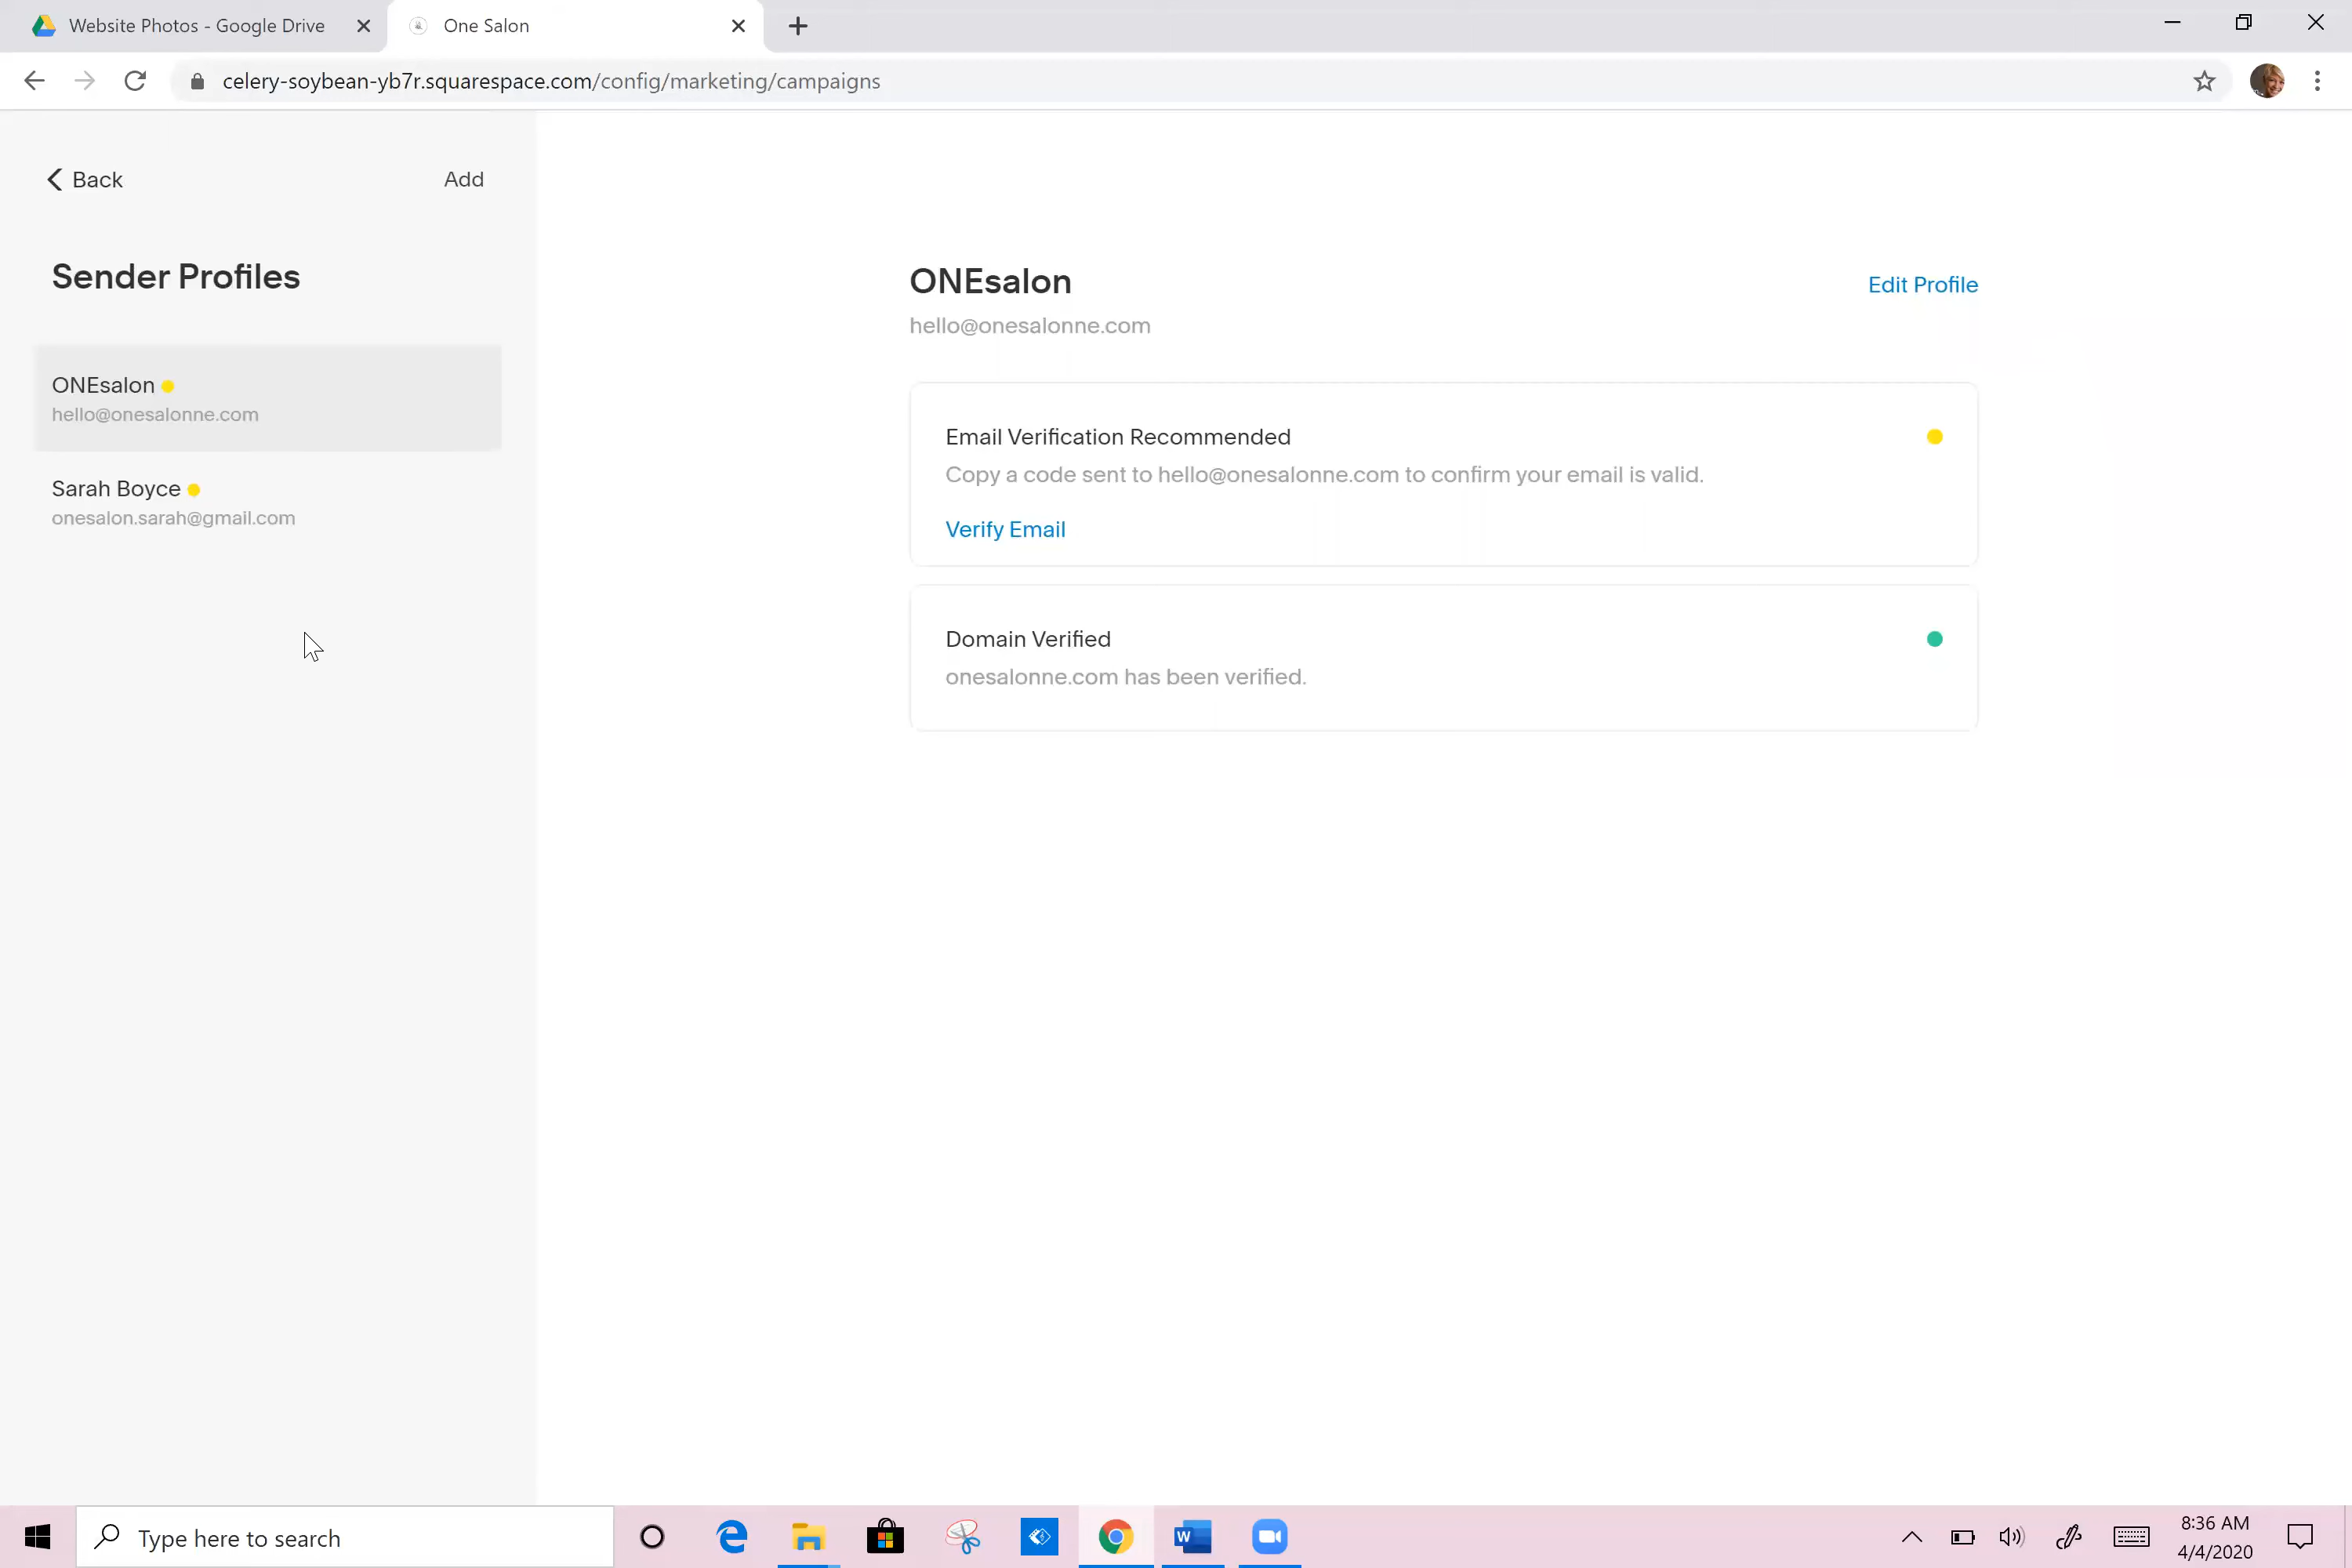 Website Photos - Google Drive
One Salon
celery-soybean-yb7r.squarespace.com/config/marketing/campaigns
Back
Add
Sender Profiles
ONEsalon
hello@onesalonne.com
Sarah Boyce
onesalon.sarah@gmail.com
ONEsalon
Edit Profile
hello@onesalonne.com
Email Verification Recommended
Copy a code sent to hello@onesalonne.com to confirm your email is valid.
Verify Email
Domain Verified
onesalonne.com has been verified.
Type here to search
W
8:36 AM
4/4/2020